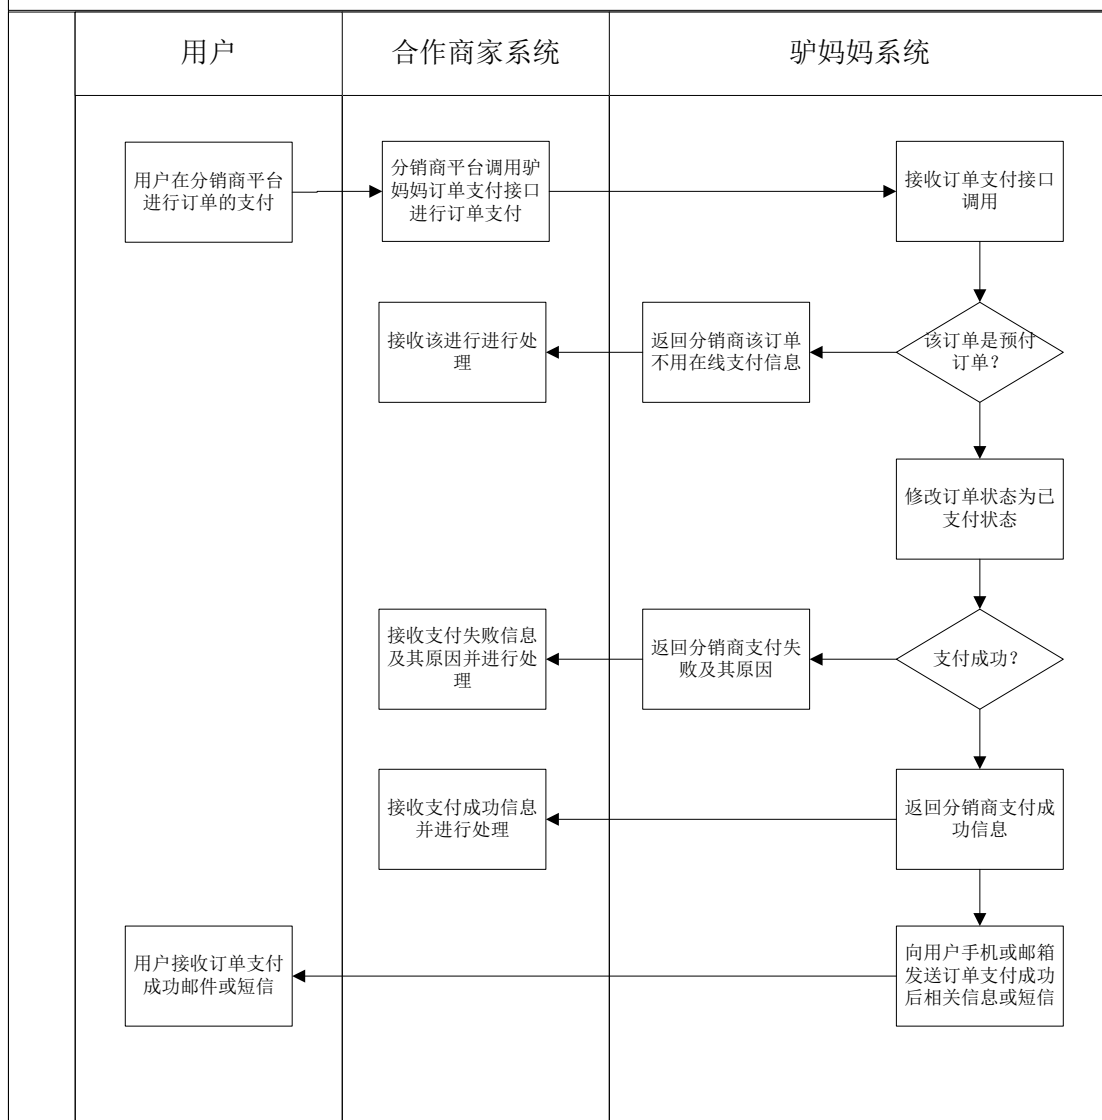 用户
合作商家系统
驴妈妈系统
用户在分销商平台
进行订单的支付
分销商平台调用驴
妈妈订单支付接口
进行订单支付
接收订单支付接口
调用
接收该进行进行处
理
返回分销商该订单
不用在线支付信息
该订单是预付
订单？
修改订单状态为已
支付状态
接收支付失败信息
及其原因并进行处
理
返回分销商支付失
败及其原因
支付成功？
接收支付成功信息
并进行处理
返回分销商支付成
功信息
用户接收订单支付
成功邮件或短信
向用户手机或邮箱
发送订单支付成功
后相关信息或短信